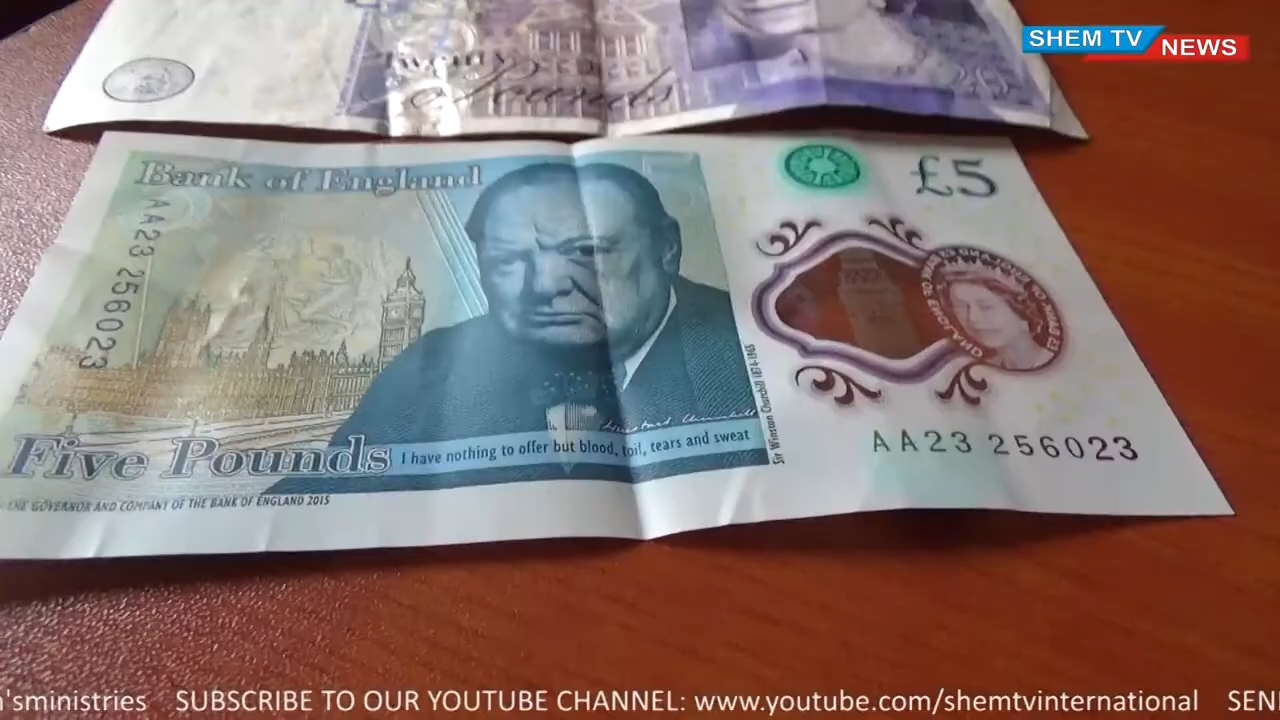 SHEM TV NEWS
Twenty
Pounds
20
Bank of England
£5
AA23 256023
Sir Winston Churchill 1874-1965
AA23 256023
Five Pounds
I have nothing to offer but blood, toil, tears and sweat
THE GOVERNOR AND COMPANY OF THE BANK OF ENGLAND 2015
'sministries SUBSCRIBE TO OUR YOUTUBE CHANNEL: www.youtube.com/shemtvinternational SEN